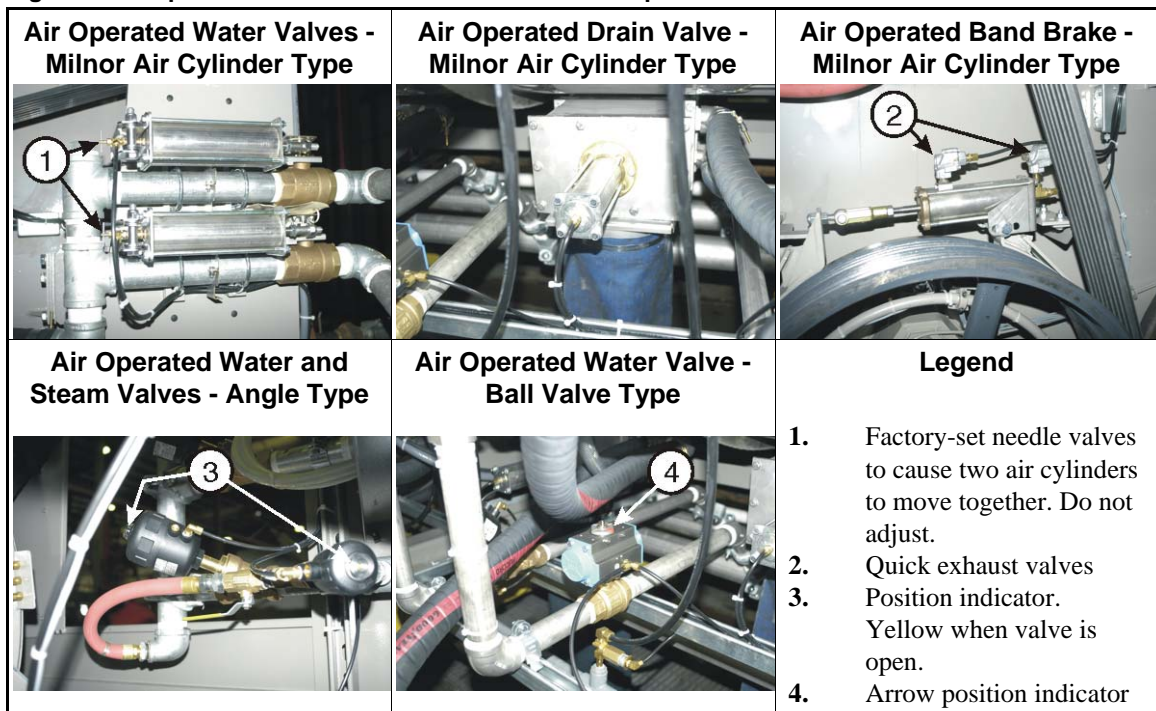 Air Operated Water Valves -
Milnor Air Cylinder Type
Air Operated Drain Valve -
Milnor Air Cylinder Type
Air Operated Band Brake -
Milnor Air Cylinder Type
1
2
Air Operated Water and
Steam Valves - Angle Type
Air Operated Water Valve -
Ball Valve Type
3
4
Legend
1. Factory-set needle valves
to cause two air cylinders
to move together. Do not
adjust.
2. Quick exhaust valves
3. Position indicator.
Yellow when valve is
open.
4. Arrow position indicator